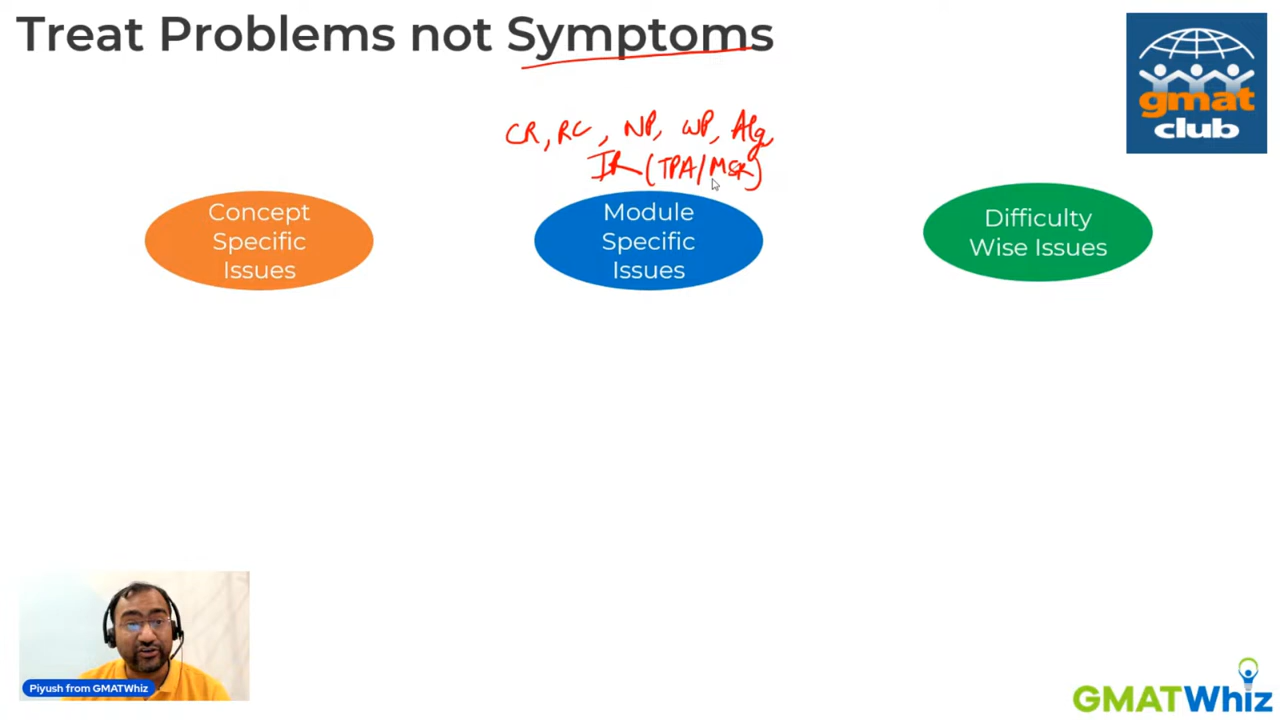 Treat Problems not Symptoms
gmat
club
CR, RC, NP, WP, Alg,
IR (TPA/MSR)
Concept
Specific
Issues
Module
Specific
Issues
Difficulty
Wise Issues
Piyush from GMATWhiz
GMATWhiz